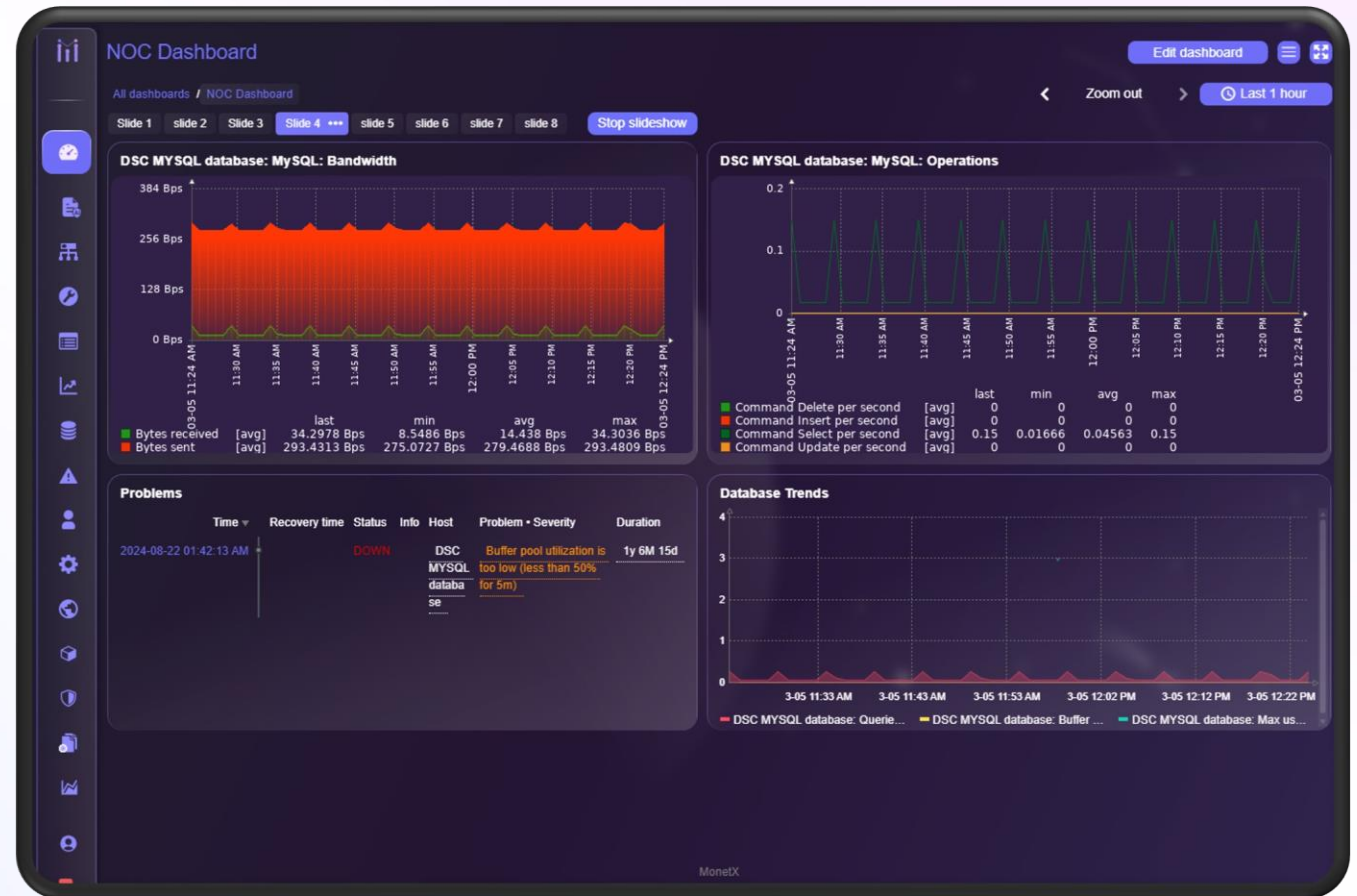 NOC Dashboard
Edit dashboard
All dashboards / NOC Dashboard
Zoom out
Last 1 hour
Slide 1 slide 2 Slide 3 Slide 4 ••• slide 5 slide 6 slide 7 slide 8 Stop slideshow
DSC MYSQL database: MySQL: Bandwidth
384 Bps
256 Bps
128 Bps
0 Bps
03-05 11:24 AM 11:30 AM 11:35 AM 11:40 AM 11:45 AM 11:50 AM 11:55 AM 12:00 PM 12:05 PM 12:10 PM 12:15 PM 12:20 PM 03-05 12:24 PM
last min avg max
Bytes received [avg] 34.2978 Bps 8.5486 Bps 14.438 Bps 34.3036 Bps
Bytes sent [avg] 293.4313 Bps 275.0727 Bps 279.4688 Bps 293.4809 Bps
DSC MYSQL database: MySQL: Operations
0.2
0.1
0
03-05 11:24 AM 11:30 AM 11:35 AM 11:40 AM 11:45 AM 11:50 AM 11:55 AM 12:00 PM 12:05 PM 12:10 PM 12:15 PM 12:20 PM 03-05 12:24 PM
last min avg max
Command Delete per second [avg] 0 0 0 0
Command Insert per second [avg] 0 0 0 0
Command Select per second [avg] 0.15 0.01666 0.04563 0.15
Command Update per second [avg] 0 0 0 0
Problems
Time Recovery time Status Info Host Problem • Severity Duration
2024-08-22 01:42:13 AM DOWN DSC Buffer pool utilization is 1y 6M 15d
MYSQL too low (less than 50%
databa for 5m)
se
Database Trends
4
3
2
1
0
3-05 11:33 AM 3-05 11:43 AM 3-05 11:53 AM 3-05 12:02 PM 3-05 12:12 PM 3-05 12:22 PM
DSC MYSQL database: Querie... DSC MYSQL database: Buffer ... DSC MYSQL database: Max us...
MonetX